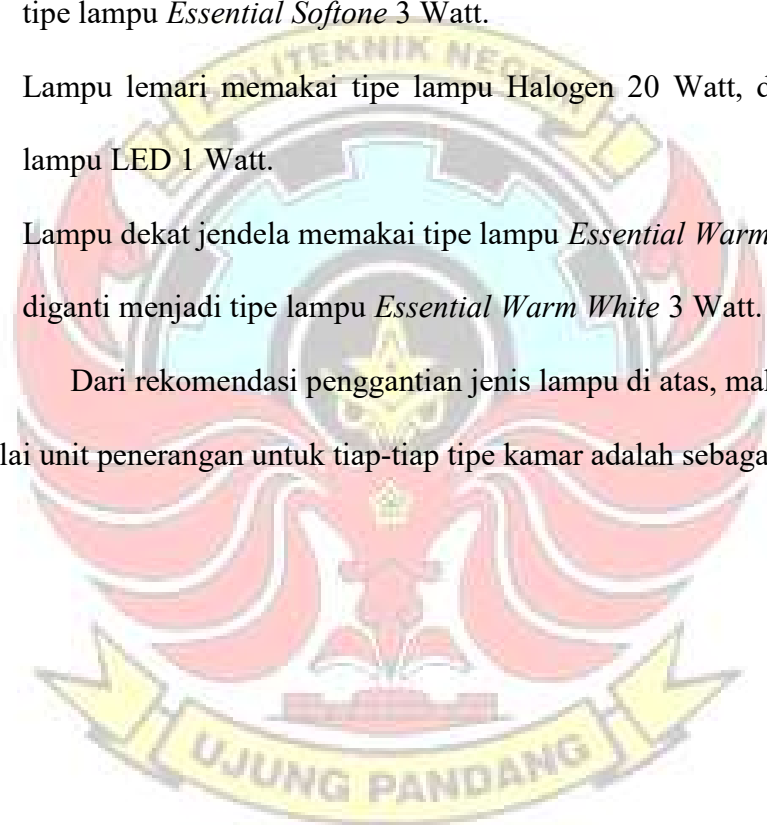 tipe lampu Essential Softone 3 Watt.
POLITEKNIK NEGERI
Lampu lemari memakai tipe lampu Halogen 20 Watt, d
lampu LED 1 Watt.
Lampu dekat jendela memakai tipe lampu Essential Warm
diganti menjadi tipe lampu Essential Warm White 3 Watt.
Dari rekomendasi penggantian jenis lampu di atas, mal
lai unit penerangan untuk tiap-tiap tipe kamar adalah sebaga
UJUNG PANDANG